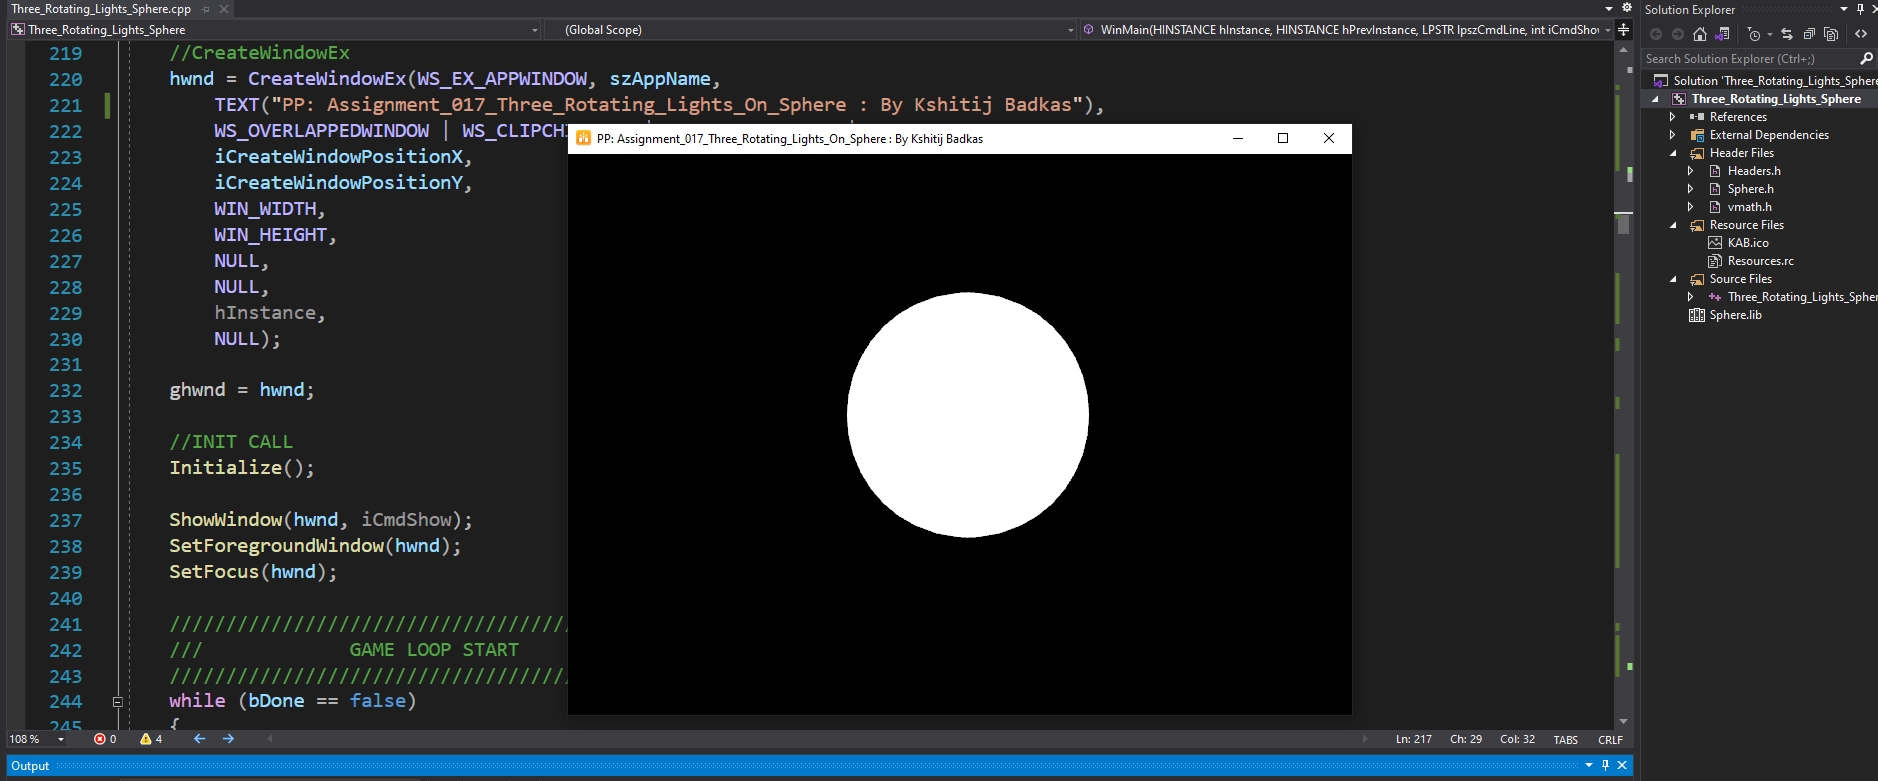 Three_Rotating_Lights_Sphere.cpp
Three_Rotating_Lights_Sphere
(Global Scope)
WinMain(HINSTANCE hInstance, HINSTANCE hPrevInstance, LPSTR lpszCmdLine, int iCmdShow
219 //CreateWindowEx
220 hwnd = CreateWindowEx(WS_EX_APPWINDOW, szAppName,
221 TEXT("PP: Assignment_017_Three_Rotating_Lights_On_Sphere : By Kshitij Badkas"),
222 WS_OVERLAPPEDWINDOW | WS_CLIPCHI
223 iCreateWindowPositionX,
224 iCreateWindowPositionY,
225 WIN_WIDTH,
226 WIN_HEIGHT,
227 NULL,
228 NULL,
229 hInstance,
230 NULL);
231
232 ghwnd = hwnd;
233
234 //INIT CALL
235 Initialize();
236
237 ShowWindow(hwnd, iCmdShow);
238 SetForegroundWindow(hwnd);
239 SetFocus(hwnd);
240
241 ///////////////////////////////////
242 /// GAME LOOP START
243 ///////////////////////////////////
244 while (bDone == false)
245 {
PP: Assignment_017_Three_Rotating_Lights_On_Sphere : By Kshitij Badkas
108 %
0
4
Ln: 217 Ch: 29 Col: 32 TABS CRLF
Output
Solution Explorer
Search Solution Explorer (Ctrl+;)
Solution 'Three_Rotating_Lights_Sphere
Three_Rotating_Lights_Sphere
References
External Dependencies
Header Files
Headers.h
Sphere.h
vmath.h
Resource Files
KAB.ico
Resources.rc
Source Files
Three_Rotating_Lights_Spher
Sphere.lib